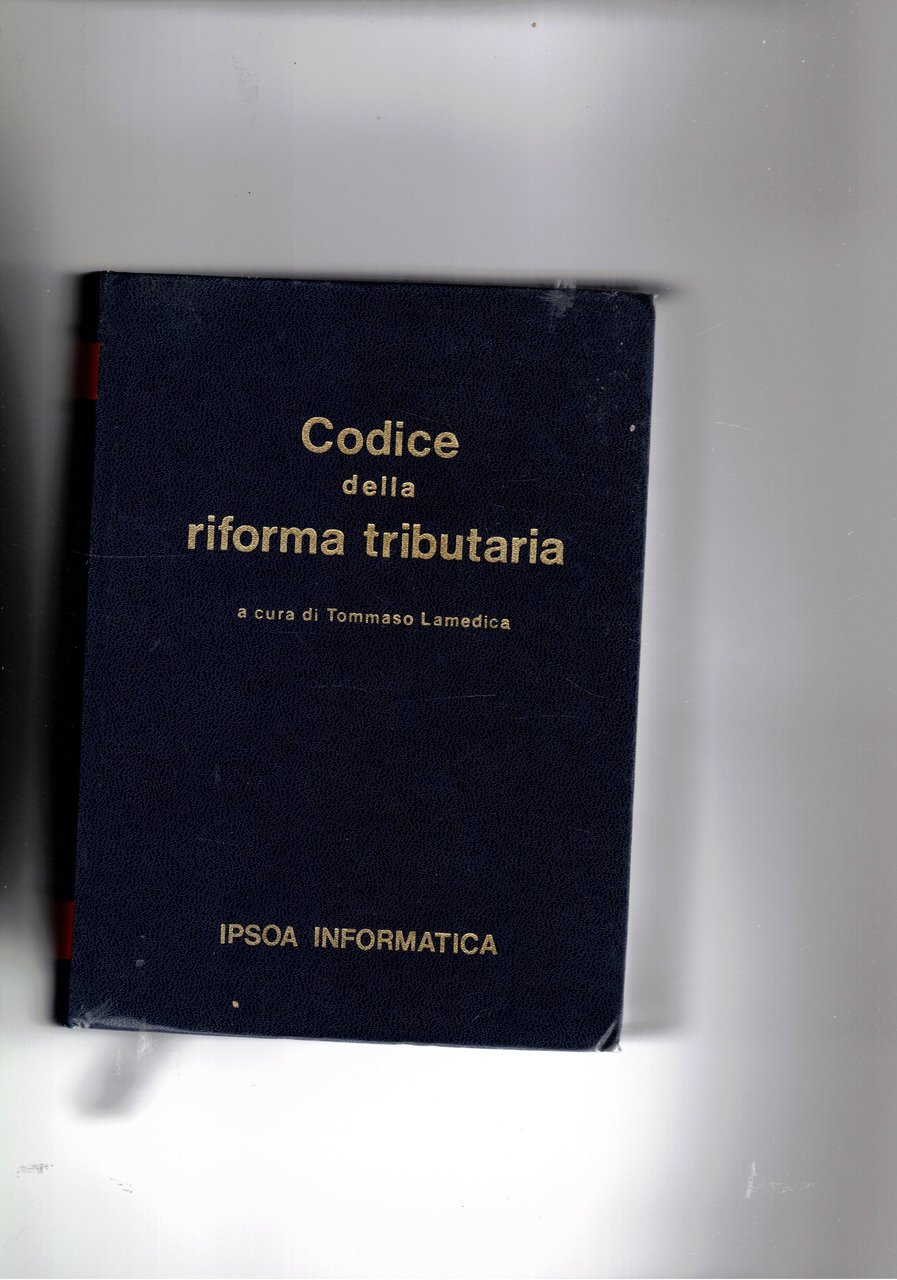 Codice
della
riforma tributaria
a cura di Tommaso Lamedica
IPSOA INFORMATICA